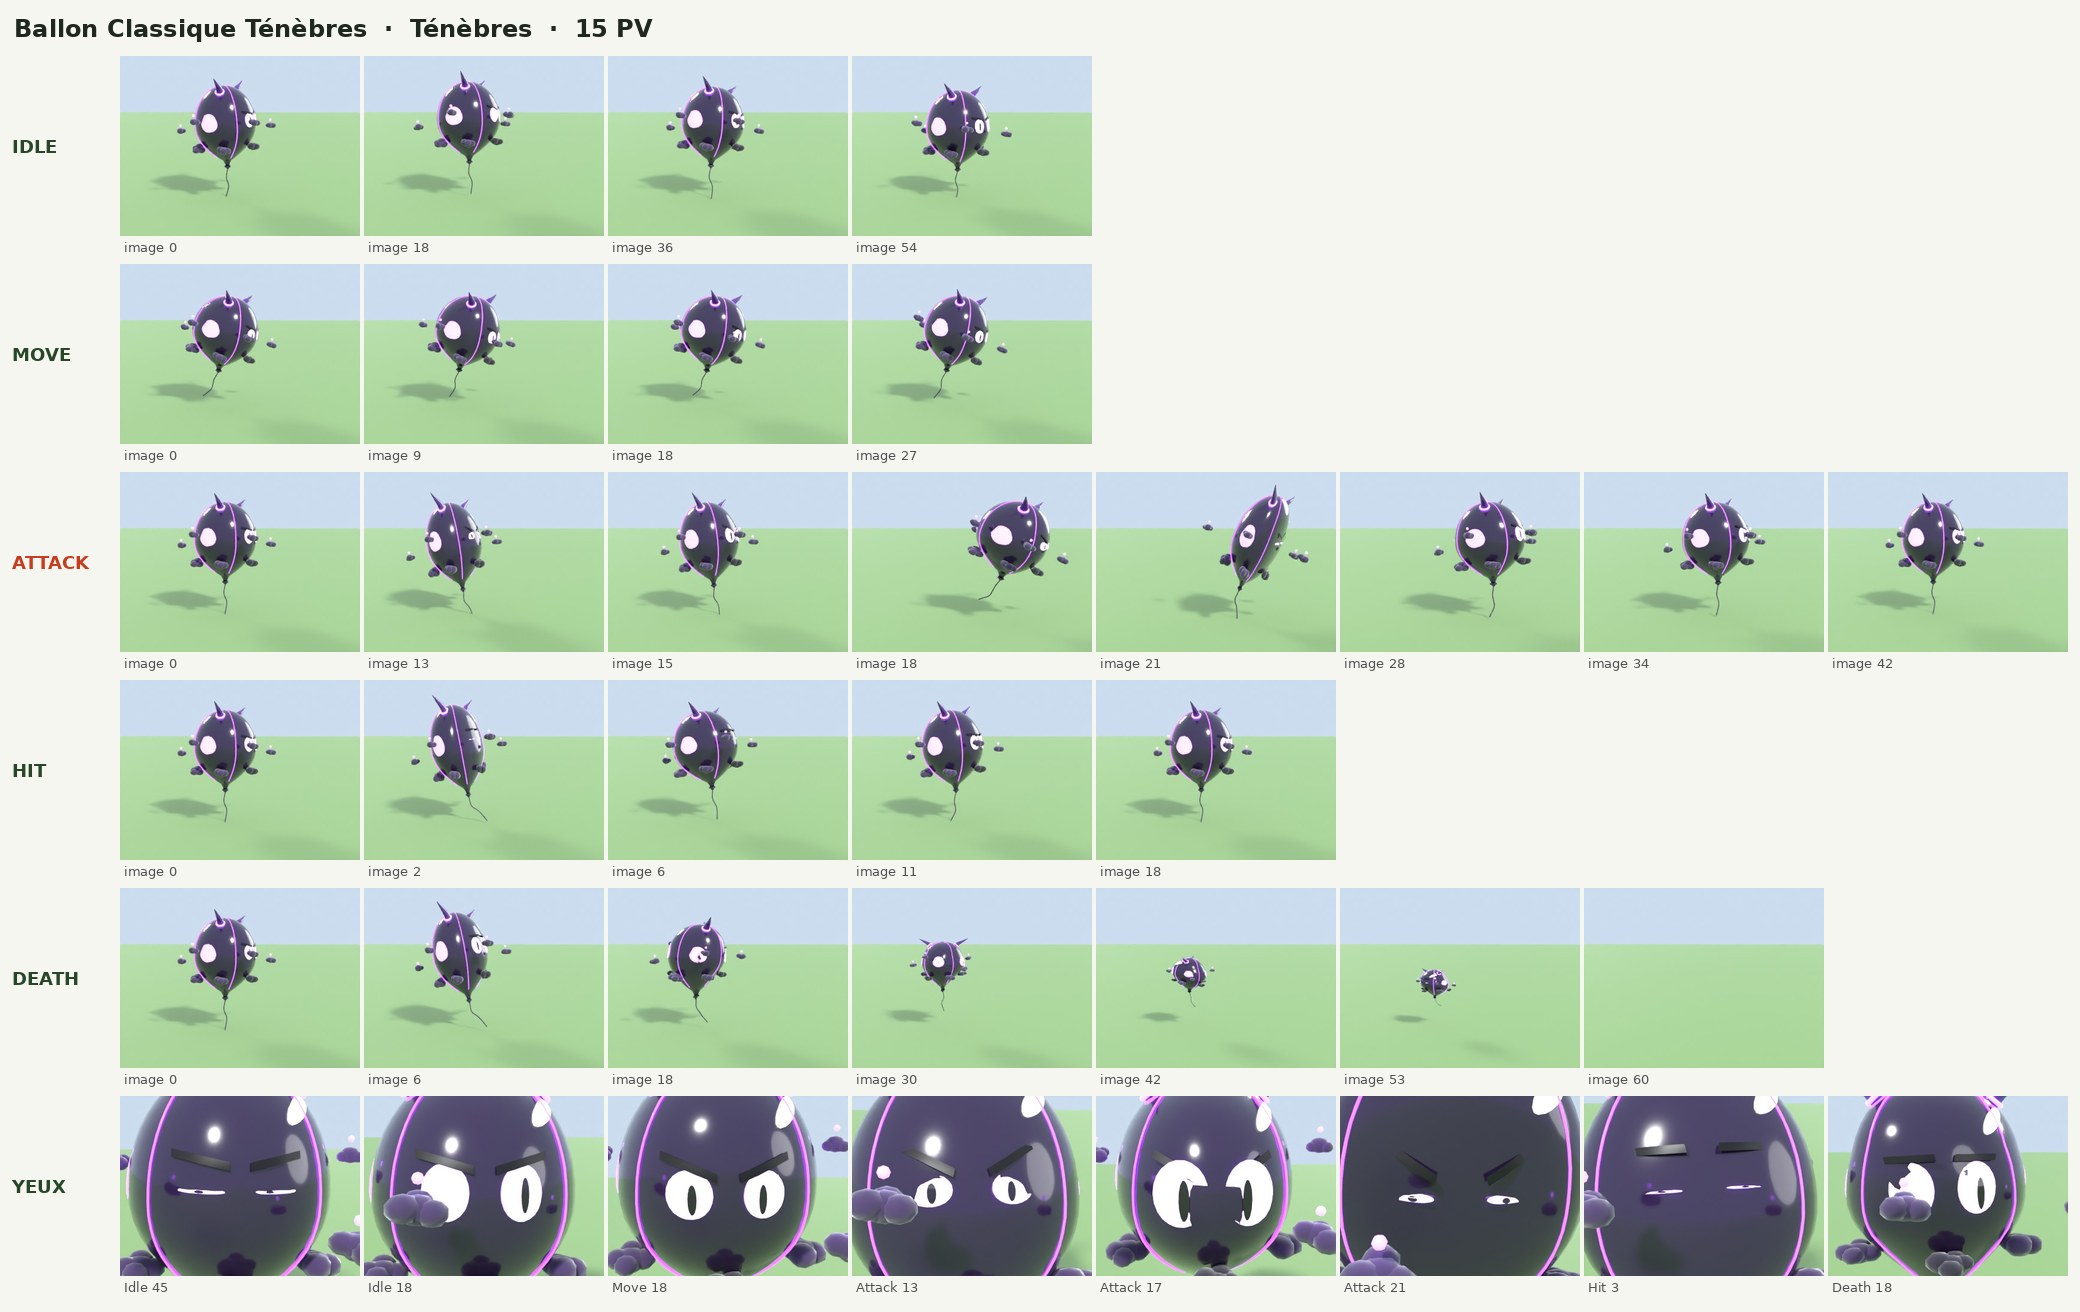 Ballon Classique Ténèbres · Ténèbres · 15 PV
IDLE
image 0 image 18 image 36 image 54
MOVE
image 0 image 9 image 18 image 27
ATTACK
image 0 image 13 image 15 image 18 image 21 image 28 image 34 image 42
HIT
image 0 image 2 image 6 image 11 image 18
DEATH
image 0 image 6 image 18 image 30 image 42 image 53 image 60
YEUX
Idle 45 Idle 18 Move 18 Attack 13 Attack 17 Attack 21 Hit 3 Death 18